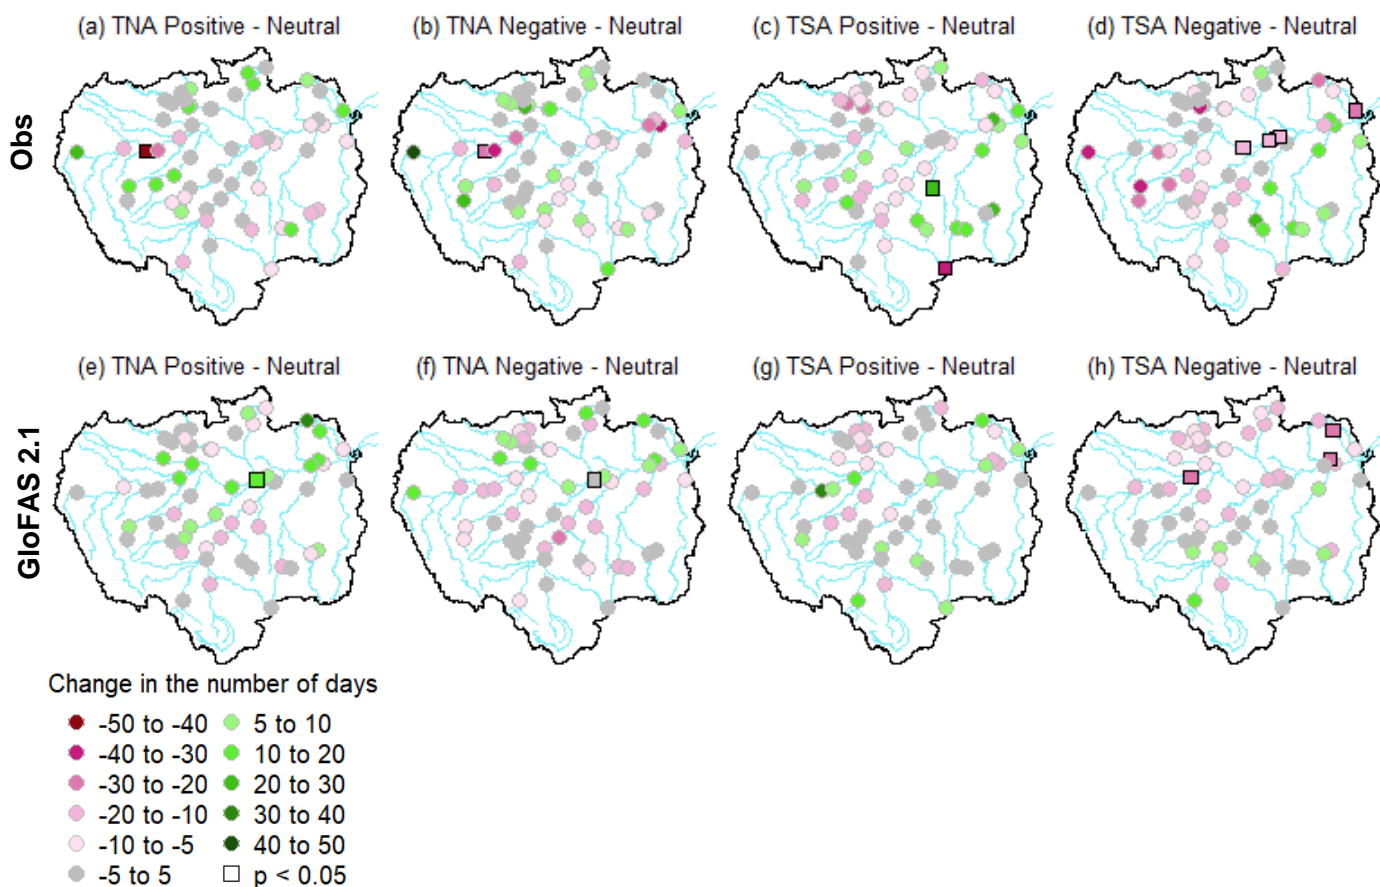 (a) TNA Positive - Neutral
(b) TNA Negative - Neutral
(c) TSA Positive - Neutral
(d) TSA Negative - Neutral
Obs
(e) TNA Positive - Neutral
(f) TNA Negative - Neutral
(g) TSA Positive - Neutral
(h) TSA Negative - Neutral
GloFAS 2.1
Change in the number of days
-50 to -40
-40 to -30
-30 to -20
-20 to -10
-10 to -5
-5 to 5
5 to 10
10 to 20
20 to 30
30 to 40
40 to 50
p < 0.05